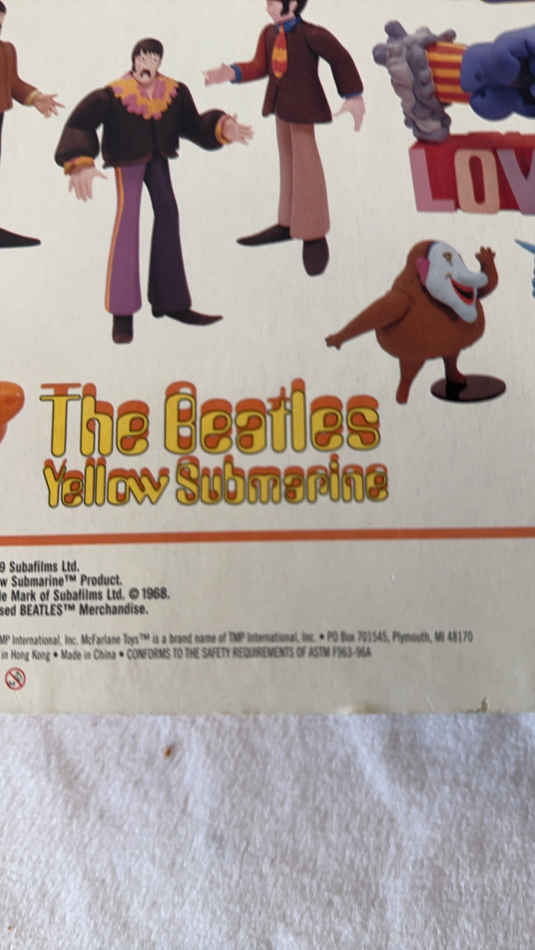 LOV
The Beatles
Yellow Submarine
9 Subafilms Ltd.
w Submarine™ Product.
le Mark of Subafilms Ltd. © 1968.
sed BEATLES™ Merchandise.
MP International, Inc. McFarlane Toys™ is a brand name of TMP International, Inc. • PO Box 701545, Plymouth, MI 48170
in Hong Kong • Made in China • CONFORMS TO THE SAFETY REQUIREMENTS OF ASTM F963-96A